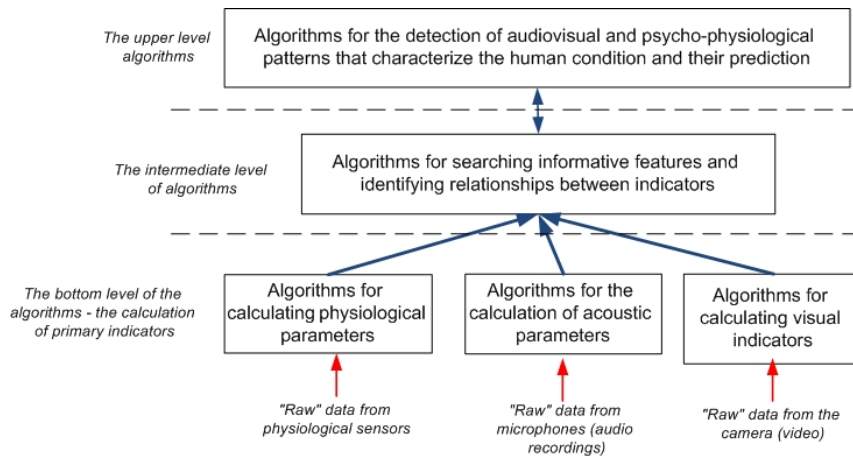 The upper level
algorithms
Algorithms for the detection of audiovisual and psycho-physiological
patterns that characterize the human condition and their prediction
The intermediate level
of algorithms
Algorithms for searching informative features and
identifying relationships between indicators
The bottom level of the
algorithms - the calculation
of primary indicators
Algorithms for
calculating physiological
parameters
Algorithms for the
calculation of acoustic
parameters
Algorithms for
calculating visual
indicators
"Raw" data from
physiological sensors
"Raw" data from
microphones (audio
recordings)
"Raw" data from the
camera (video)